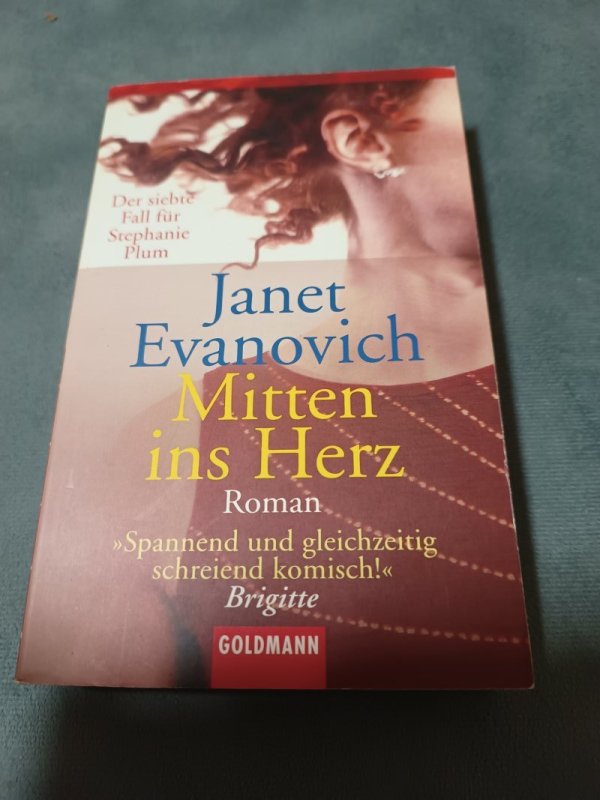 Der siebte
Fall für
Stephanie
Plum
Janet
Evanovich
Mitten
ins Herz
Roman
»Spannend und gleichzeitig
schreiend komisch!«
Brigitte
GOLDMANN